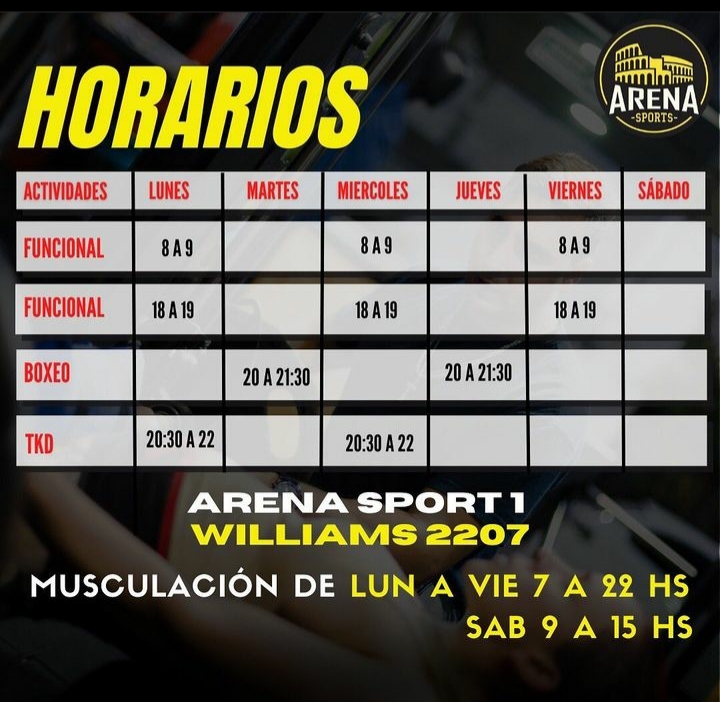 HORARIOS
ARENA
-SPORTS-
ACTIVIDADES LUNES MARTES MIERCOLES JUEVES VIERNES SÁBADO
FUNCIONAL 8 A 9 8 A 9 8 A 9
FUNCIONAL 18 A 19 18 A 19 18 A 19
BOXEO 20 A 21:30 20 A 21:30
TKD 20:30 A 22 20:30 A 22
ARENA SPORT 1
WILLIAMS 2207
MUSCULACIÓN DE LUN A VIE 7 A 22 HS
SAB 9 A 15 HS